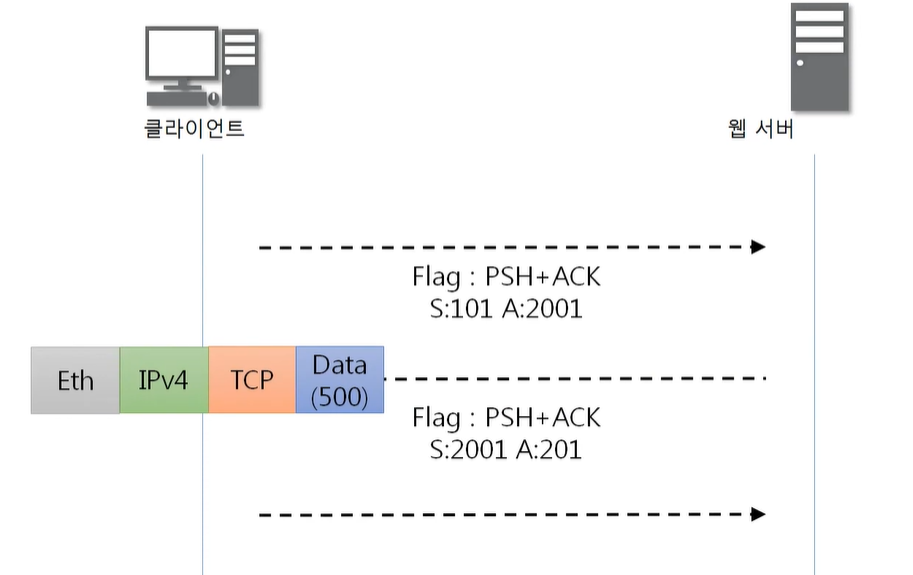 클라이언트
웹 서버
Flag : PSH+ACK
S:101 A:2001
Eth
IPv4
TCP
Data
(500)
Flag : PSH+ACK
S:2001 A:201